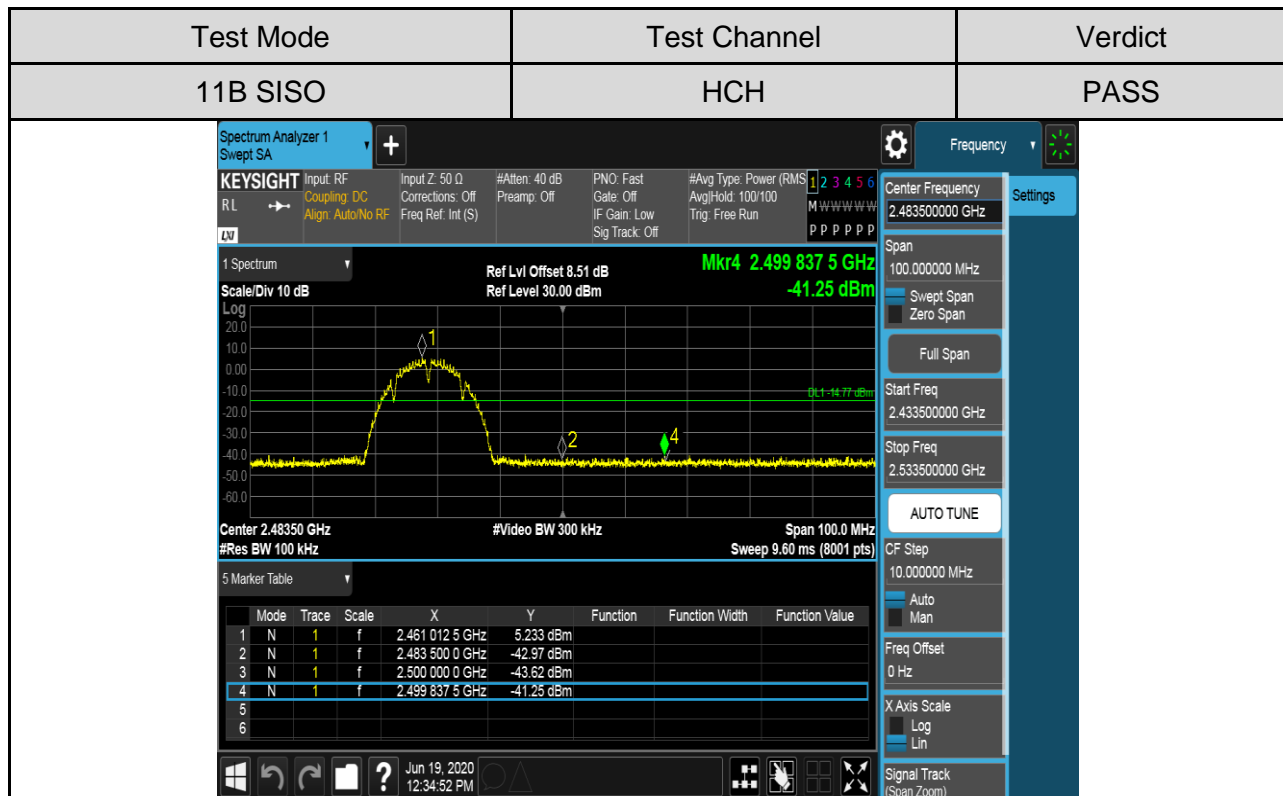 Test Mode Test Channel Verdict
11B SISO HCH PASS
Spectrum Analyzer 1
Swept SA
+
Frequency
KEYSIGHT
RL
LXI
Input: RF
Coupling: DC
Align: Auto/No RF
Input Z: 50 Ω
Corrections: Off
Freq Ref: Int (S)
#Atten: 40 dB
Preamp: Off
PNO: Fast
Gate: Off
IF Gain: Low
Sig Track: Off
#Avg Type: Power (RMS
Avg|Hold: 100/100
Trig: Free Run
1 2 3 4 5 6
M W W W W W
P P P P P P
1 Spectrum
Scale/Div 10 dB
Ref Lvl Offset 8.51 dB
Ref Level 30.00 dBm
Mkr4 2.499 837 5 GHz
-41.25 dBm
Log
20.0
10.0
0.00
-10.0
-20.0
-30.0
-40.0
-50.0
-60.0
1
2
4
DL1 -14.77 dBm
Center 2.48350 GHz #Video BW 300 kHz Span 100.0 MHz
#Res BW 100 kHz Sweep 9.60 ms (8001 pts)
5 Marker Table
Mode Trace Scale X Y Function Function Width Function Value
1 N 1 f 2.461 012 5 GHz 5.233 dBm
2 N 1 f 2.483 500 0 GHz -42.97 dBm
3 N 1 f 2.500 000 0 GHz -43.62 dBm
4 N 1 f 2.499 837 5 GHz -41.25 dBm
5
6
?
Jun 19, 2020
12:34:52 PM
Center Frequency
2.483500000 GHz
Settings
Span
100.000000 MHz
Swept Span
Zero Span
Full Span
Start Freq
2.433500000 GHz
Stop Freq
2.533500000 GHz
AUTO TUNE
CF Step
10.000000 MHz
Auto
Man
Freq Offset
0 Hz
X Axis Scale
Log
Lin
Signal Track
(Span Zoom)